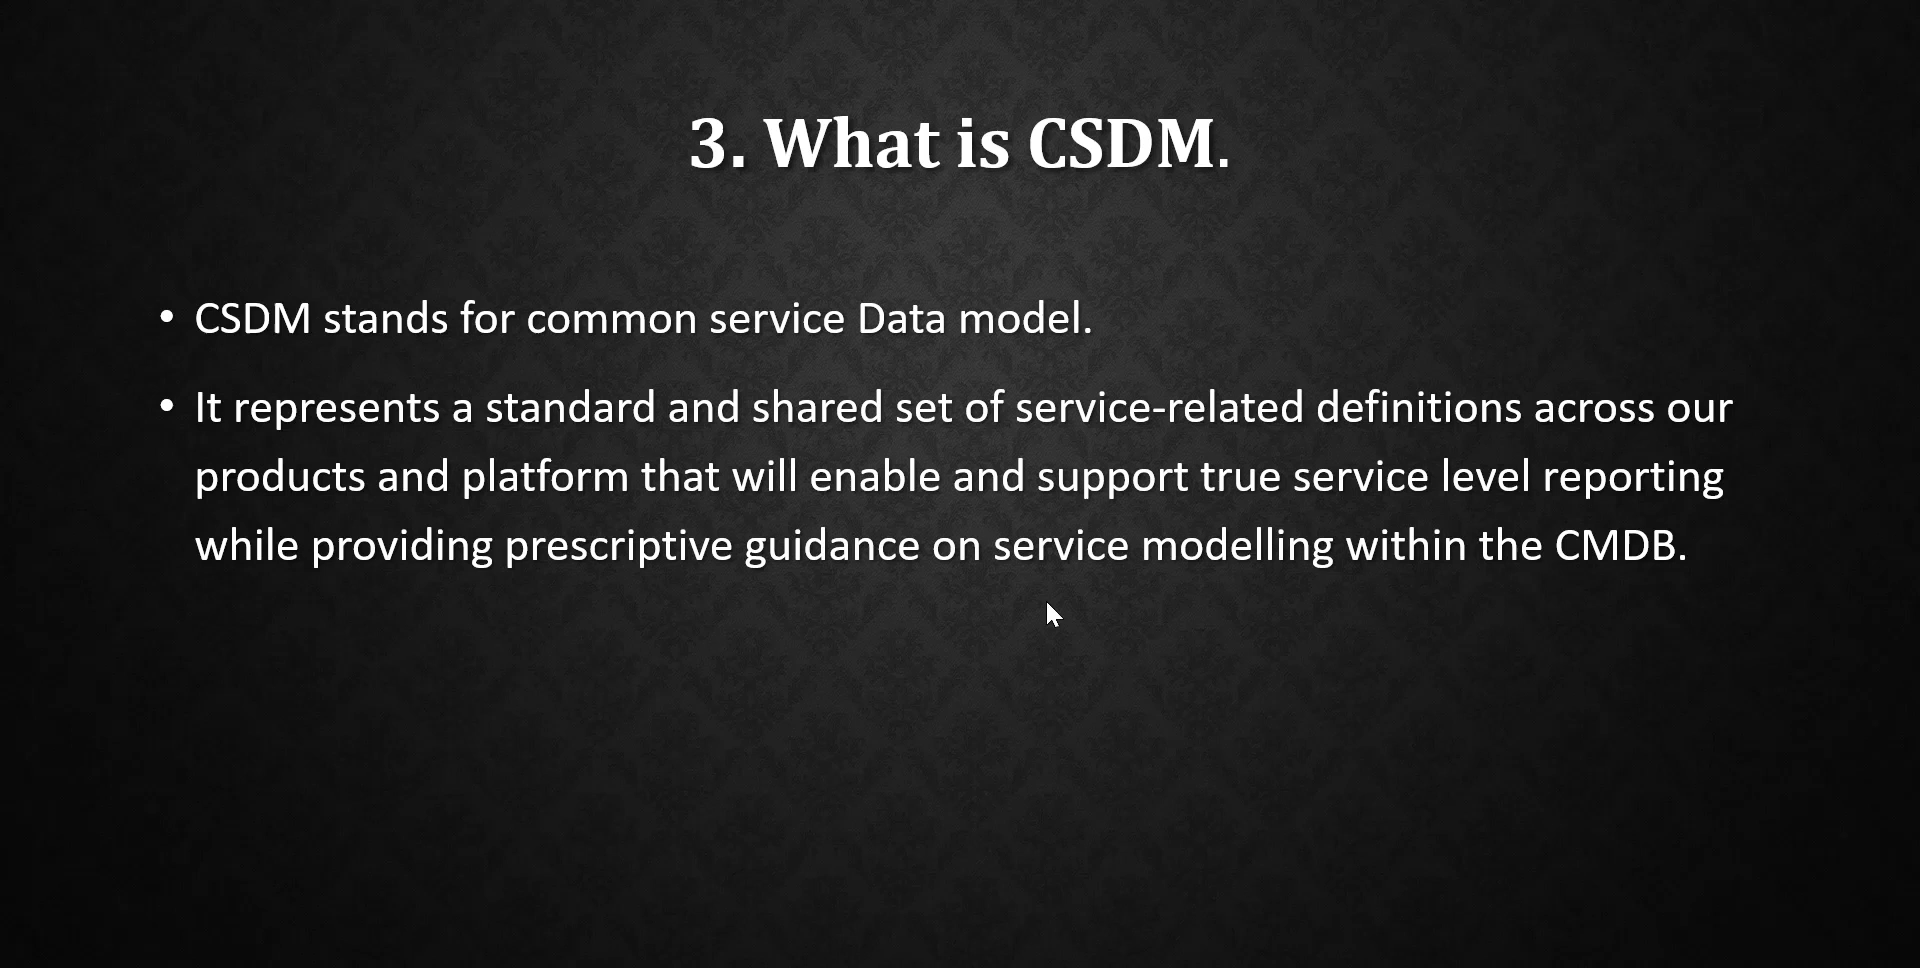 3. What is CSDM.
• CSDM stands for common service Data model.
• It represents a standard and shared set of service-related definitions across our
products and platform that will enable and support true service level reporting
while providing prescriptive guidance on service modelling within the CMDB.